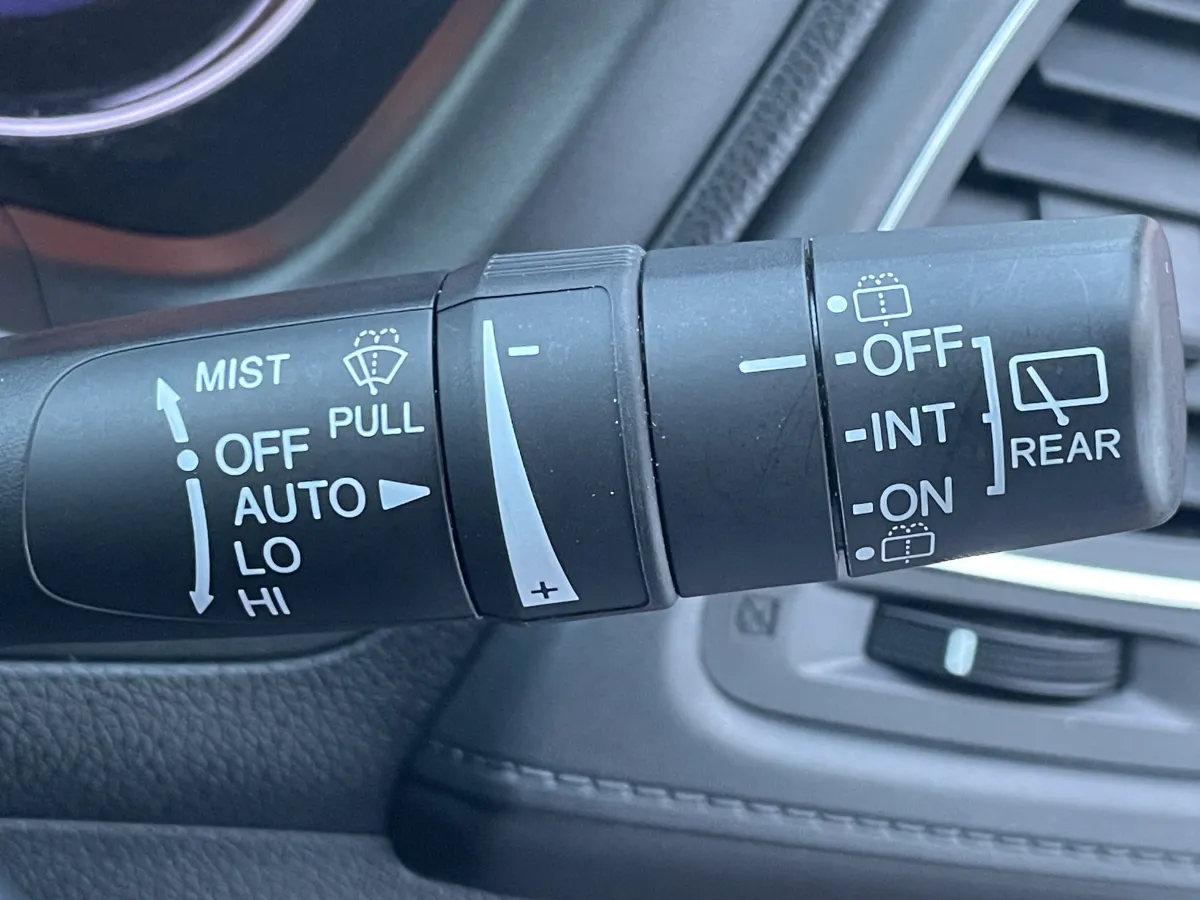 MIST
PULL
OFF
AUTO
LO
HI
-
+
OFF
INT
ON
REAR